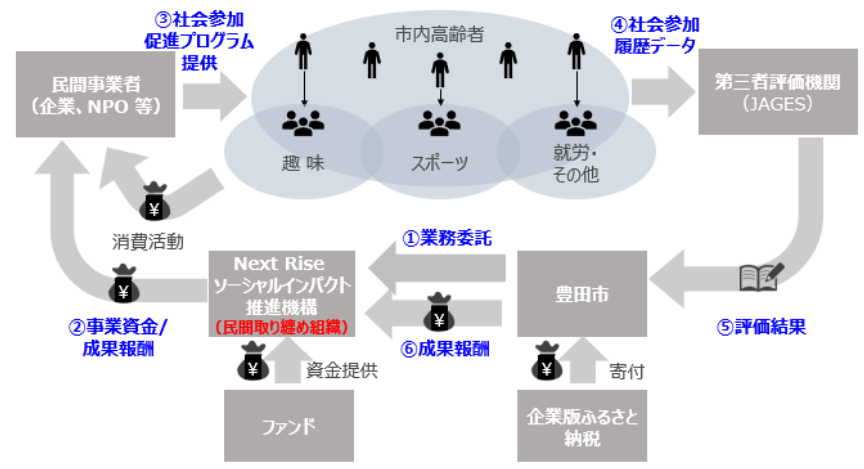 ③社会参加
促進プログラム
提供
市内高齢者
④社会参加
履歴データ
民間事業者
（企業、NPO 等）
第三者評価機関
（JAGES）
趣 味
スポーツ
就労・
その他
¥
消費活動
①業務委託
Next Rise
ソーシャルインパクト
推進機構
（民間取り纏め組織）
豊田市
¥
¥
②事業資金/
成果報酬
⑥成果報酬
⑤評価結果
¥
資金提供
¥
寄付
ファンド
企業版ふるさと
納税